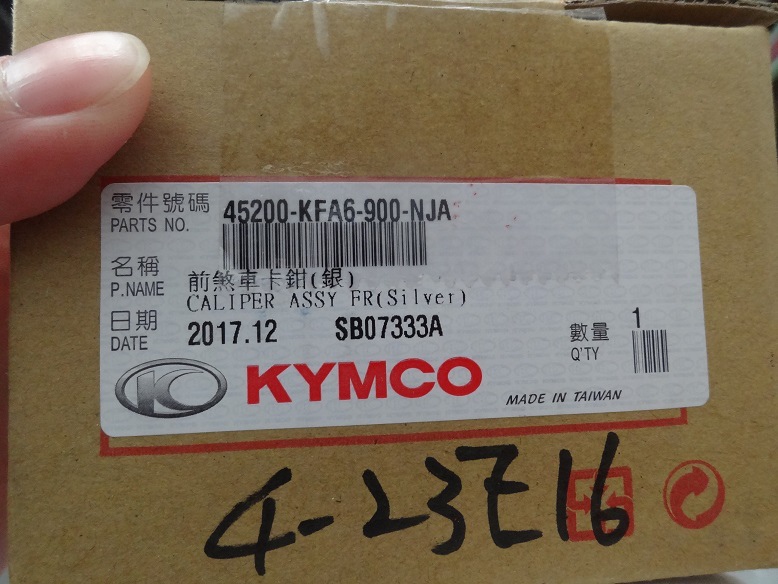 零件號碼 45200-KFA6-900-NJA
PARTS NO.
名稱 前煞車卡鉗(銀)
P.NAME CALIPER ASSY FR(Silver)
日期 2017.12 SB07333A 數量 1
DATE Q'TY
KYMCO MADE IN TAIWAN
4-23E16